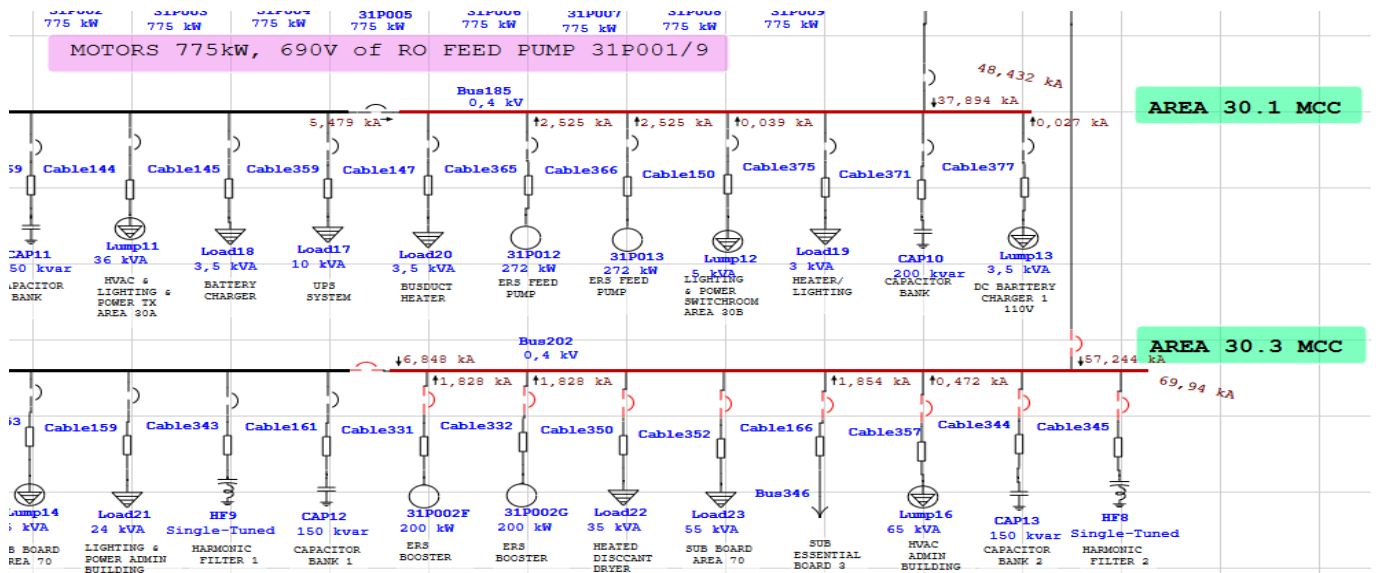 31P002 31P003 31P004 31P005 31P006 31P007 31P008 31P009
775 kW 775 kW 775 kW 775 kW 775 kW 775 kW 775 kW 775 kW
MOTORS 775kW, 690V of RO FEED PUMP 31P001/9
48,432 kA
Bus185
0,4 kV
37,894 kA
AREA 30.1 MCC
5,479 kA 2,525 kA 2,525 kA 0,039 kA 0,027 kA
59 Cable144 Cable145 Cable359 Cable147 Cable365 Cable366 Cable150 Cable375 Cable371 Cable377
CAP11 Lump11 Load18 Load17 Load20 31P012 31P013 Lump12 Load19 CAP10 Lump13
50 kvar 36 kVA 3,5 kVA 10 kVA 3,5 kVA 272 kW 272 kW 5 kVA 3 kVA 200 kvar 3,5 kVA
APACITOR HVAC & BATTERY UPS BUSDUCT ERS FEED ERS FEED LIGHTING HEATER/ CAPACITOR DC BARTTERY
BANK LIGHTING & CHARGER SYSTEM HEATER PUMP PUMP & POWER LIGHTING BANK CHARGER 1
POWER TX SWITCHROOM 110V
AREA 30A AREA 30B
Bus202
0,4 kV
AREA 30.3 MCC
6,848 kA 57,244 kA
1,828 kA 1,828 kA 1,854 kA 0,472 kA 69,94 kA
53 Cable159 Cable343 Cable161 Cable331 Cable332 Cable350 Cable352 Cable166 Cable357 Cable344 Cable345
Bus346
Lump14 Load21 HF9 CAP12 31P002F 31P002G Load22 Load23 Lump16 CAP13 HF8
kVA 24 kVA Single-Tuned 150 kvar 200 kW 200 kW 35 kVA 55 kVA 65 kVA 150 kvar Single-Tuned
B BOARD LIGHTING & HARMONIC CAPACITOR ERS ERS HEATED SUB BOARD SUB HVAC CAPACITOR HARMONIC
REA 70 POWER ADMIN FILTER 1 BANK 1 BOOSTER BOOSTER DISCCANT AREA 70 ESSENTIAL ADMIN BANK 2 FILTER 2
BUILDING DRYER BOARD 3 BUILDING